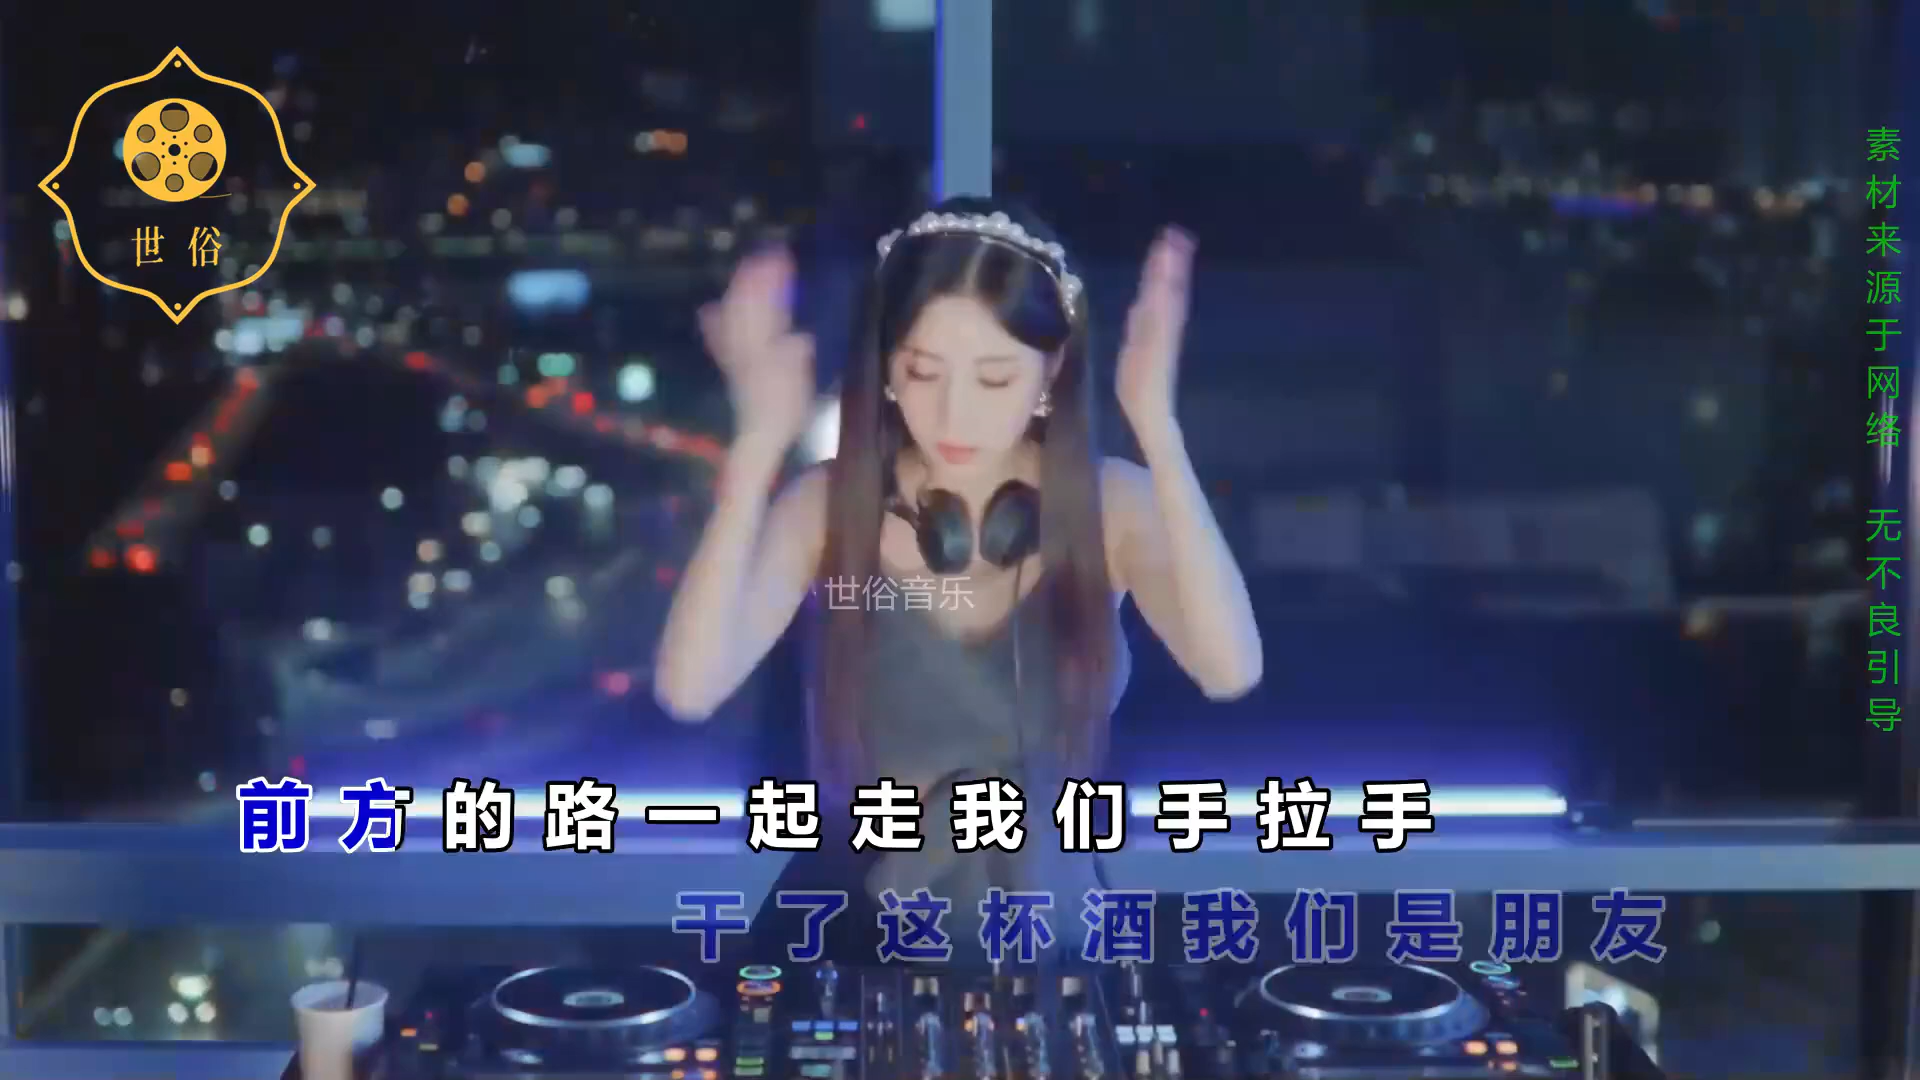 世俗
素材来源于网络 无不良引导
世俗音乐
前方的路一起走我们手拉手
干了这杯酒我们是朋友